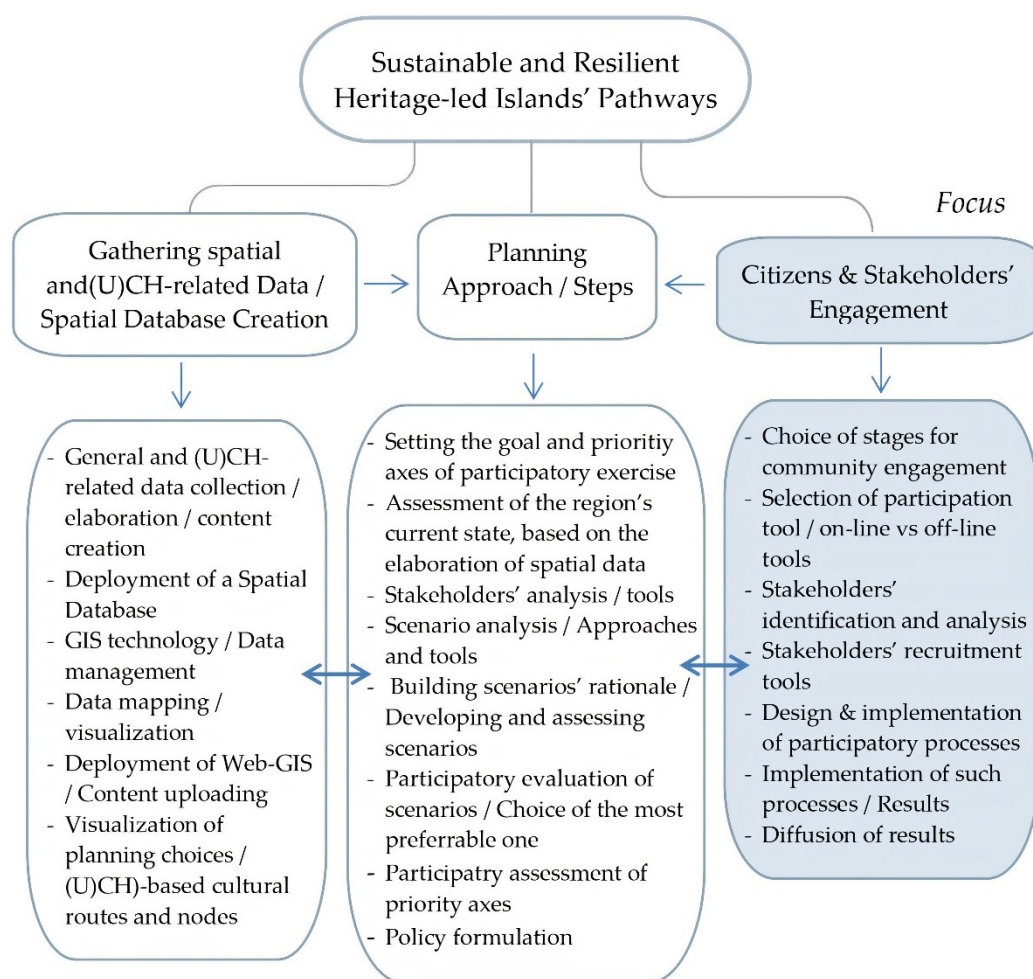 Sustainable and Resilient
Heritage-led Islands’ Pathways
Focus
Gathering spatial
and(U)CH-related Data /
Spatial Database Creation
Planning
Approach / Steps
Citizens & Stakeholders’
Engagement
- General and (U)CH-
related data collection /
elaboration / content
creation
- Deployment of a Spatial
Database
- GIS technology / Data
management
- Data mapping /
visualization
- Deployment of Web-GIS
/ Content uploading
- Visualization of
planning choices /
(U)CH)-based cultural
routes and nodes
- Setting the goal and prioritiy
axes of participatory exercise
- Assessment of the region’s
current state, based on the
elaboration of spatial data
- Stakeholders’ analysis / tools
- Scenario analysis / Approaches
and tools
- Building scenarios’ rationale /
Developing and assessing
scenarios
- Participatory evaluation of
scenarios / Choice of the most
preferrable one
- Participatry assessment of
priority axes
- Policy formulation
- Choice of stages for
community engagement
- Selection of participation
tool / on-line vs off-line
tools
- Stakeholders’
identification and analysis
- Stakeholders’ recruitment
tools
- Design & implementation
of participatory processes
- Implementation of such
processes / Results
- Diffusion of results